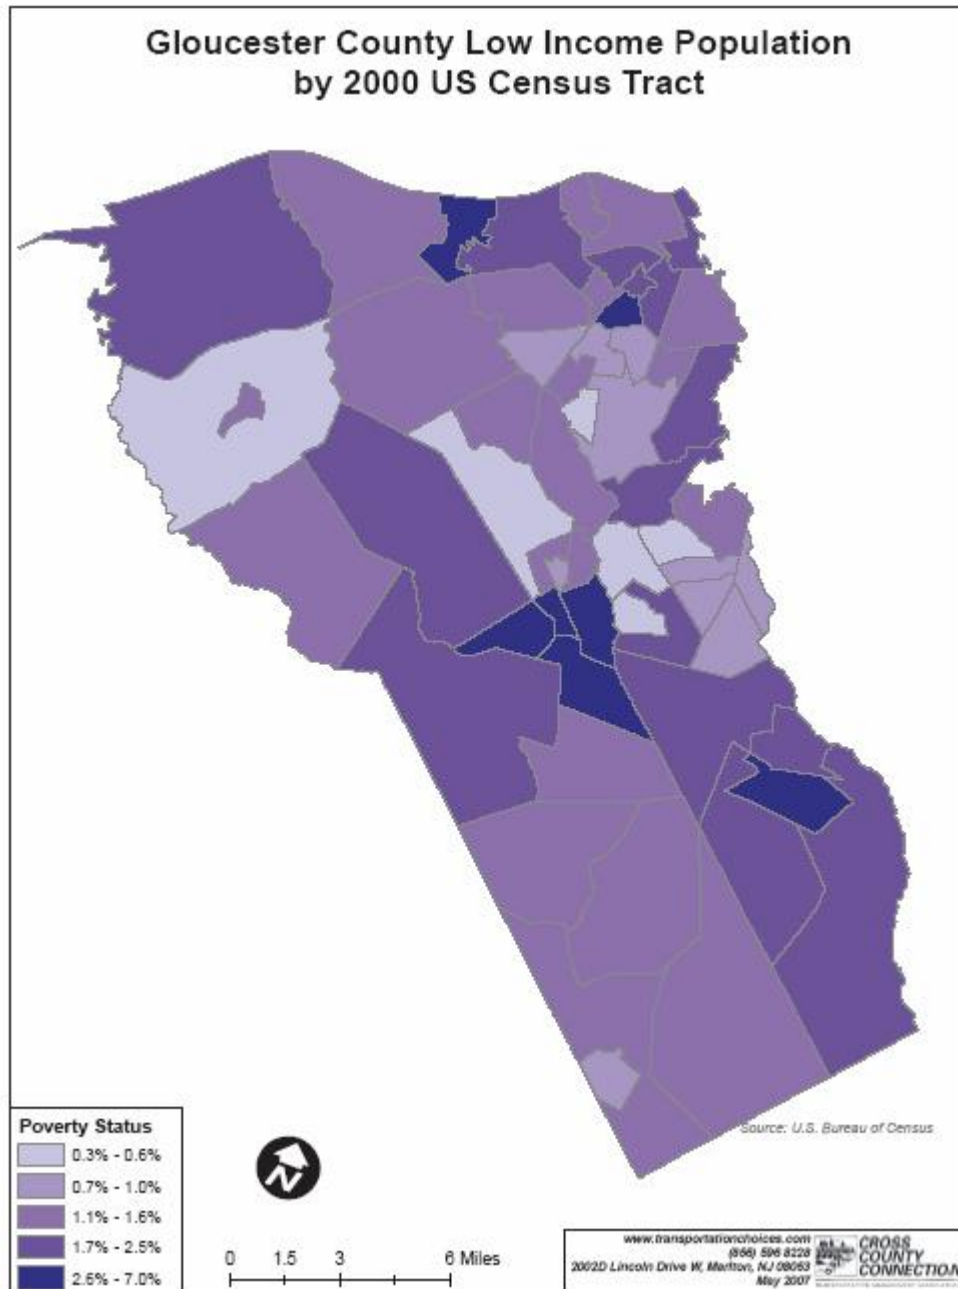 Gloucester County Low Income Population
by 2000 US Census Tract
Source: U.S. Bureau of Census
Poverty Status
0.3% - 0.6%
0.7% - 1.0%
1.1% - 1.6%
1.7% - 2.5%
2.6% - 7.0%
N
0 1.5 3 6 Miles
www.transportationchoices.com
(856) 596 8228
2002D Lincoln Drive W, Marlton, NJ 08053
May 2007
CROSS
COUNTY
CONNECTION